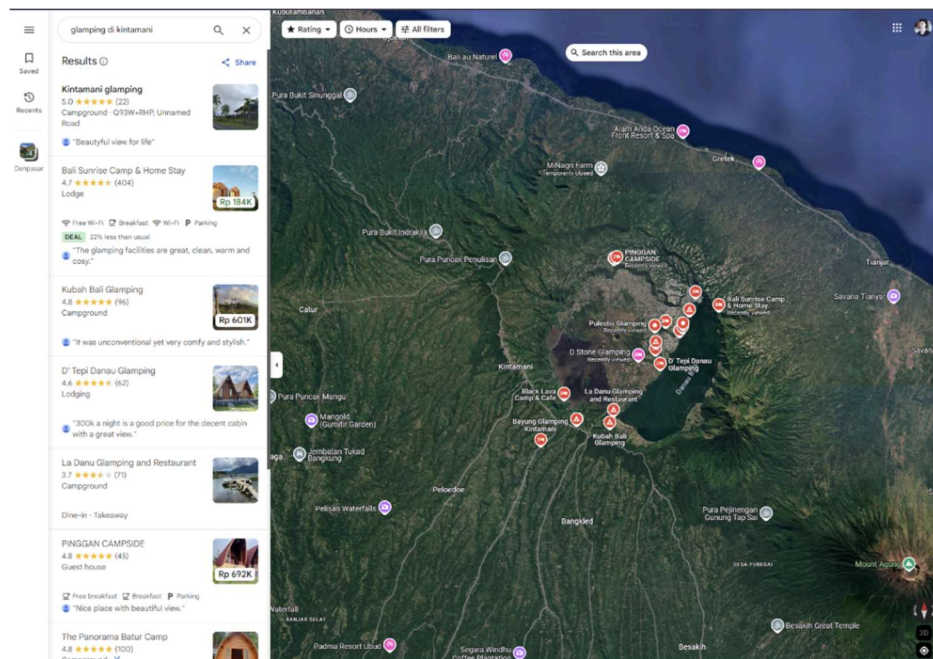 glamping di kintamani
Saved
Recents
Denpasar
Results
Share
Kintamani glamping
5.0 (22)
Campground · Q93W+RHP, Unnamed
Road
"Beautyful view for life"
Bali Sunrise Camp & Home Stay
4.7 (404)
Lodge
Rp 184K
Free Wi-Fi Breakfast Wi-Fi Parking
DEAL 22% less than usual
"The glamping facilities are great, clean, warm and
cosy."
Kubah Bali Glamping
4.8 (96)
Campground
Rp 601K
"It was unconventional yet very comfy and stylish."
D' Tepi Danau Glamping
4.6 (62)
Lodging
"300k a night is a good price for the decent cabin
with a great view."
La Danu Glamping and Restaurant
3.7 (71)
Campground
Dine-in · Takeaway
PINGGAN CAMPSIDE
4.8 (45)
Guest house
Rp 692K
Free breakfast Breakfast Parking
"Nice place with beautiful view."
The Panorama Batur Camp
4.8 (100)
Rating
Hours
All filters
Search this area
Bali au Naturel
Pura Bukit Sinunggal
Alam Anda Ocean
Front Resort & Spa
Gretek
MiNagri Farm
Temporarily closed
Pura Bukit Indrakila
Pura Puncak Penulisan
PINGGAN
CAMPSIDE
Recently viewed
Tianyar
Savana Tianyar
Bali Sunrise Camp
& Home Stay
Recently viewed
Catur
Pulestis Glamping
Recently viewed
D Stone Glamping
Recently viewed
D' Tepi Danau
Glamping
Kintamani
Pura Puncak Mangu
Black Lava
Camp & Cafe
La Danu Glamping
and Restaurant
Marigold
(Gumitir Garden)
Bayung Glamping
Kintamani
Kubah Bali
Glamping
Jembatan Tukad
Bangkung
Peloedoe
Pelisan Waterfalls
Bangkled
Pura Pejinengan
Gunung Tap Sai
Mount Agung
BANJAR SELAT
Besakih Great Temple
Padma Resort Ubud
Segara Windhu
Coffee Plantation
Besakih
3D